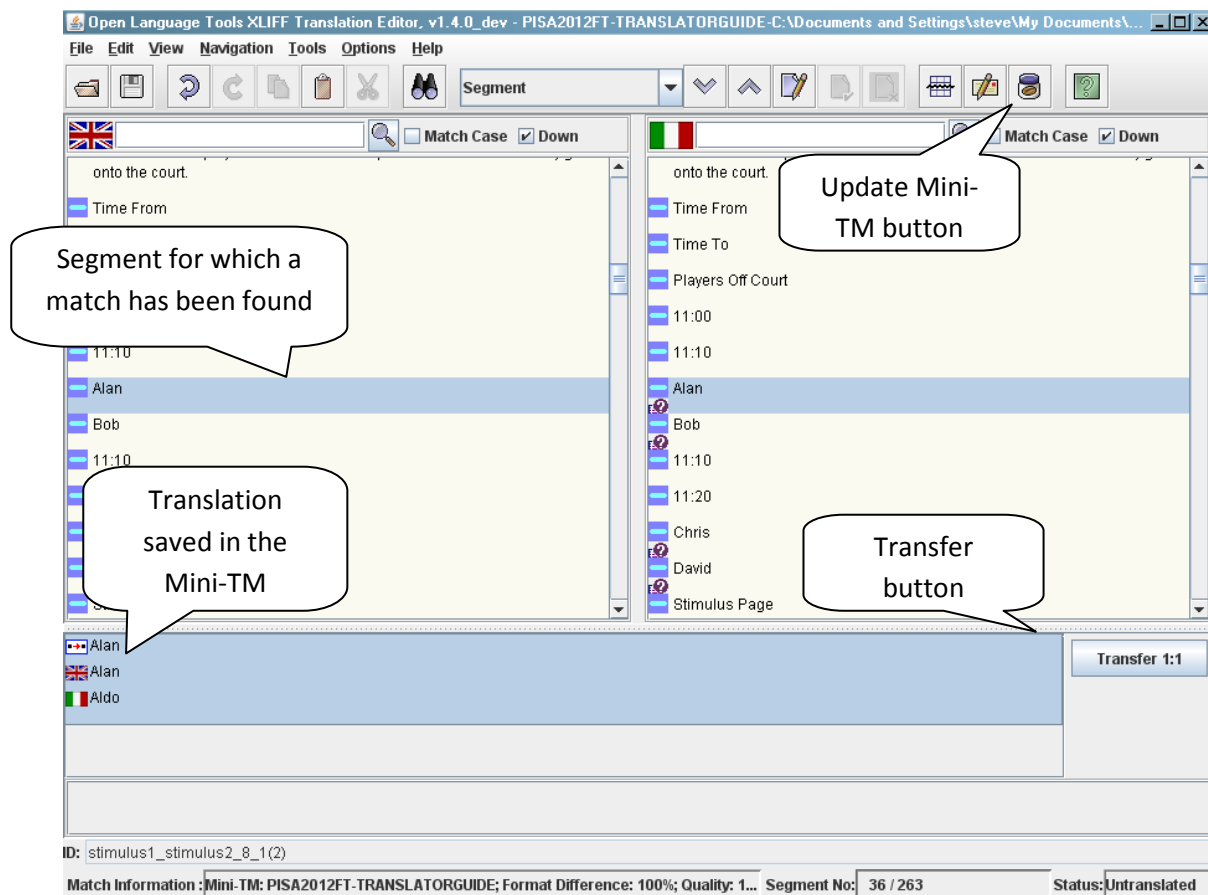 Open Language Tools XLIFF Translation Editor, v1.4.0_dev - PISA2012FT-TRANSLATORGUIDE-C:\Documents and Settings\steve\My Documents\...
File Edit View Navigation Tools Options Help
Segment
Match Case Down
Match Case Down
onto the court.
Time From
11:10
Alan
Bob
11:10
onto the court.
Time From
Time To
Players Off Court
11:00
11:10
Alan
Bob
11:10
11:20
Chris
David
Stimulus Page
Update Mini-
TM button
Segment for which a
match has been found
Translation
saved in the
Mini-TM
Transfer
button
Alan
Alan
Aldo
Transfer 1:1
ID: stimulus1_stimulus2_8_1(2)
Match Information : Mini-TM: PISA2012FT-TRANSLATORGUIDE; Format Difference: 100%; Quality: 1... Segment No: 36 / 263 Status: Untranslated